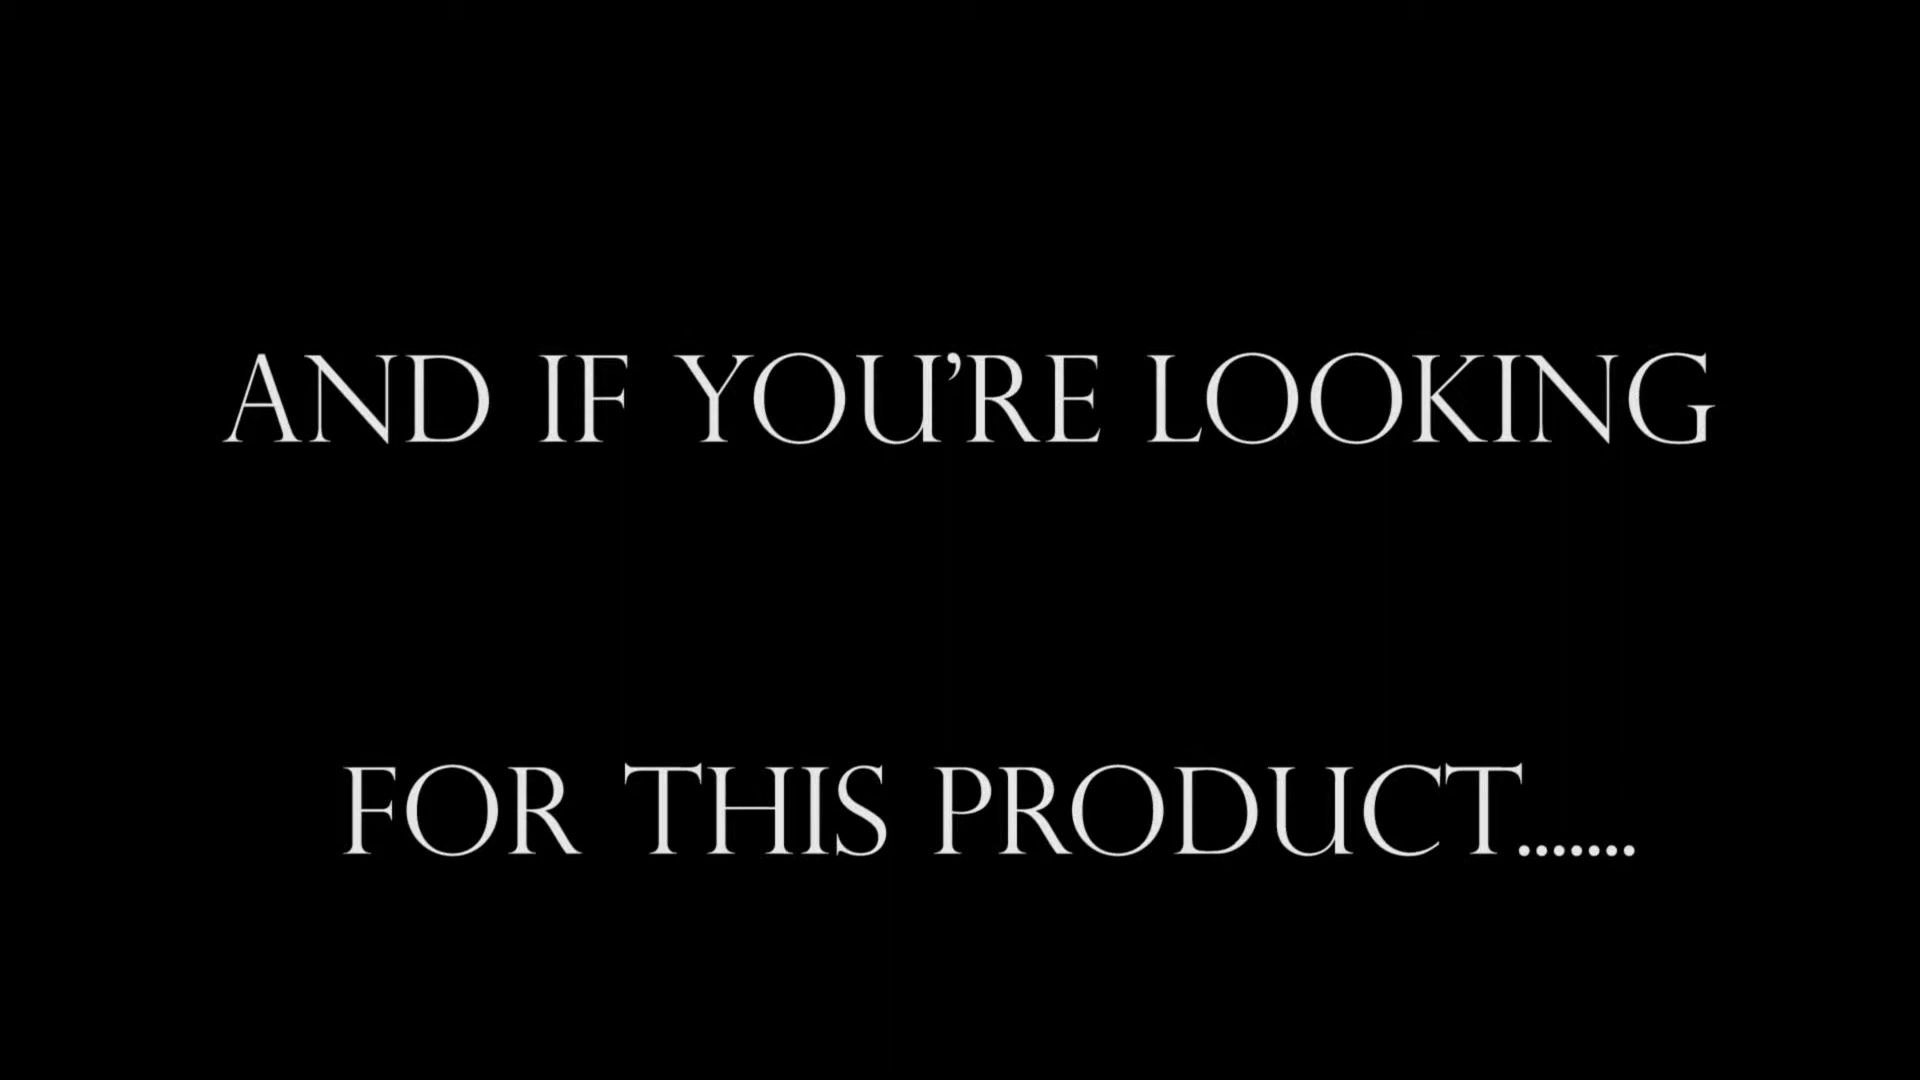 AND IF YOU'RE LOOKING
FOR THIS PRODUCT.......